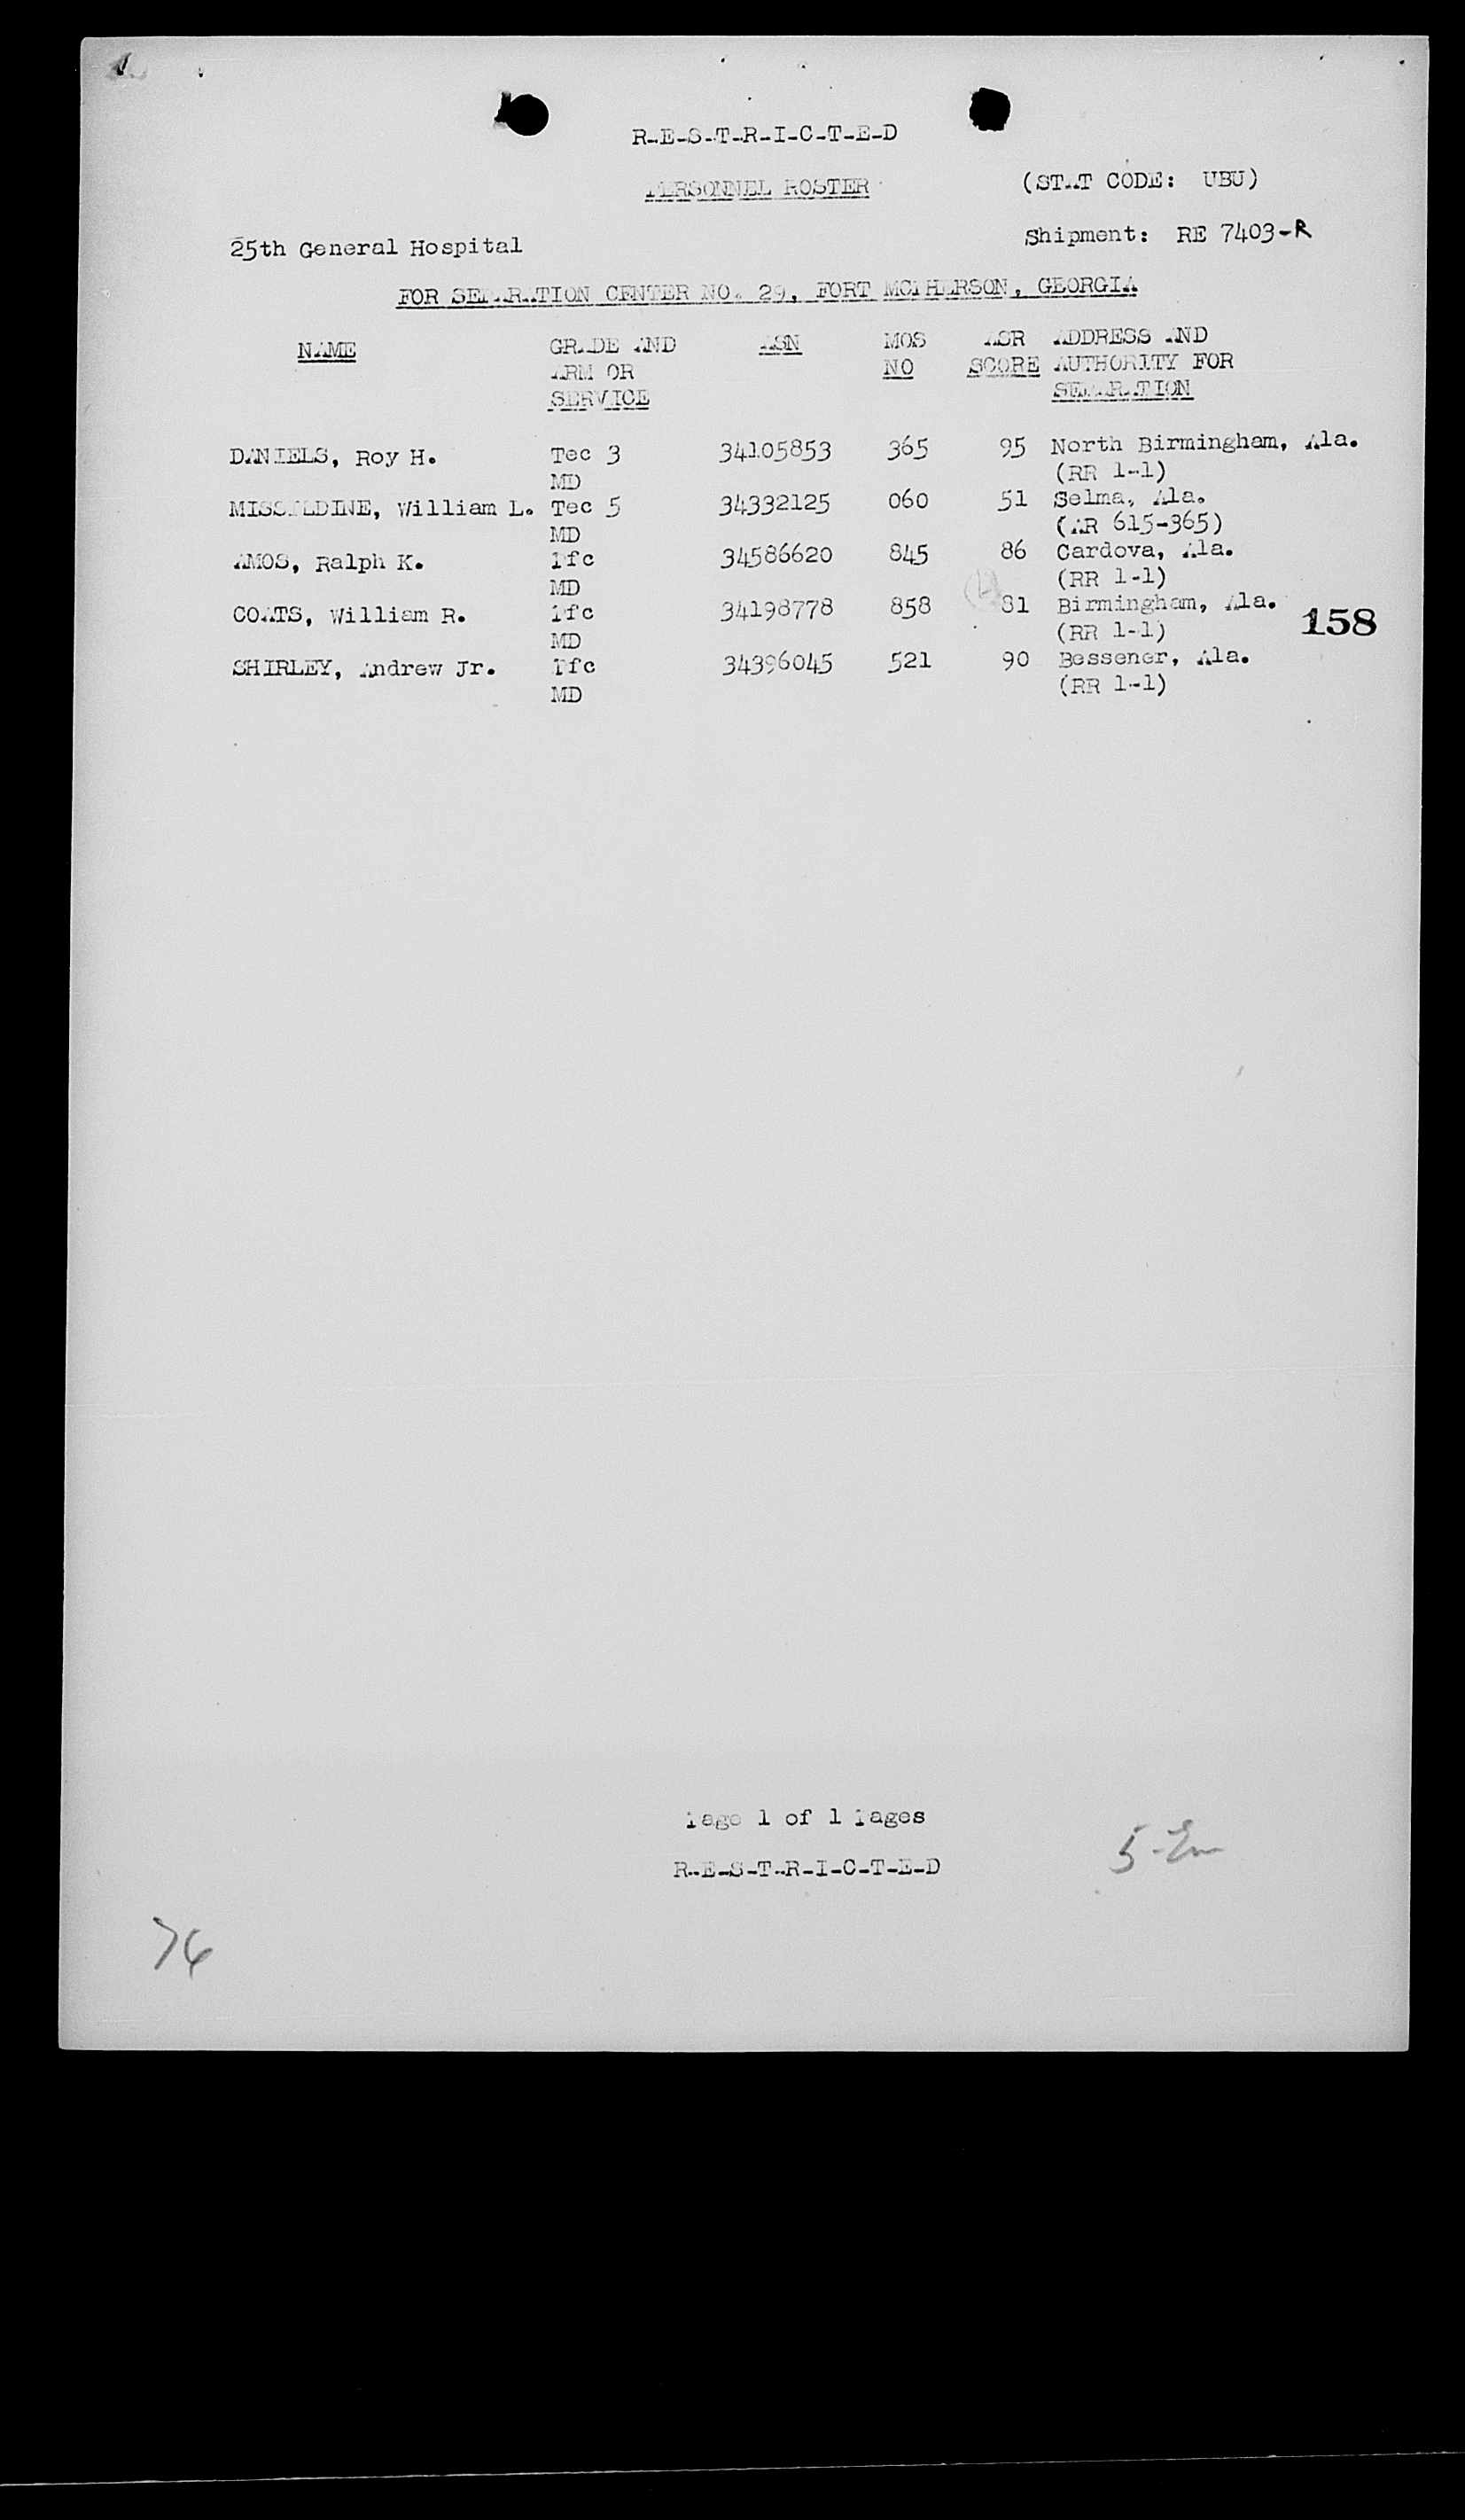 R-E-S-T-R-I-C-T-E-D
PERSONNEL ROSTER
(STAT CODE: UBU)
25th General Hospital
Shipment: RE 7403-R
FOR SEPARATION CENTER NO. 29, FORT MCPHERSON, GEORGIA
NAME GRADE AND ASN MOS ASR ADDRESS AND
ARM OR NO SCORE AUTHORITY FOR
SERVICE SEPARATION
DANIELS, Roy H. Tec 3 34105853 365 95 North Birmingham, Ala.
MD (RR 1-1)
MISSILDINE, William L. Tec 5 34332125 060 51 Selma, Ala.
MD (AR 615-365)
AMOS, Ralph K. Pfc 34586620 845 86 Cardova, Ala.
MD (RR 1-1)
COATS, William R. Pfc 34198778 858 81 Birmingham, Ala.
MD (RR 1-1) 158
SHIRLEY, Andrew Jr. Pfc 34396045 521 90 Bessener, Ala.
MD (RR 1-1)
Page 1 of 1 Pages
R-E-S-T-R-I-C-T-E-D
76